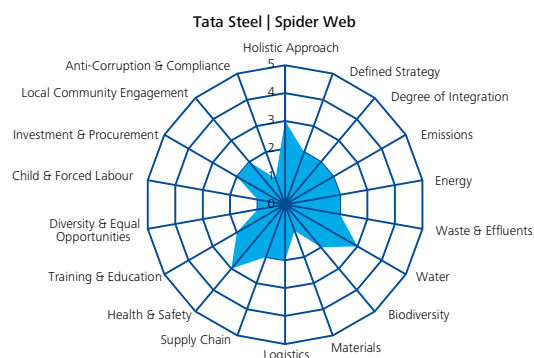 Tata Steel | Spider Web
Holistic Approach
Defined Strategy
Degree of Integration
Emissions
Energy
Waste & Effluents
Water
Biodiversity
Materials
Logistics
Supply Chain
Health & Safety
Training & Education
Diversity & Equal
Opportunities
Child & Forced Labour
Investment & Procurement
Local Community Engagement
Anti-Corruption & Compliance
5
4
3
2
1
0